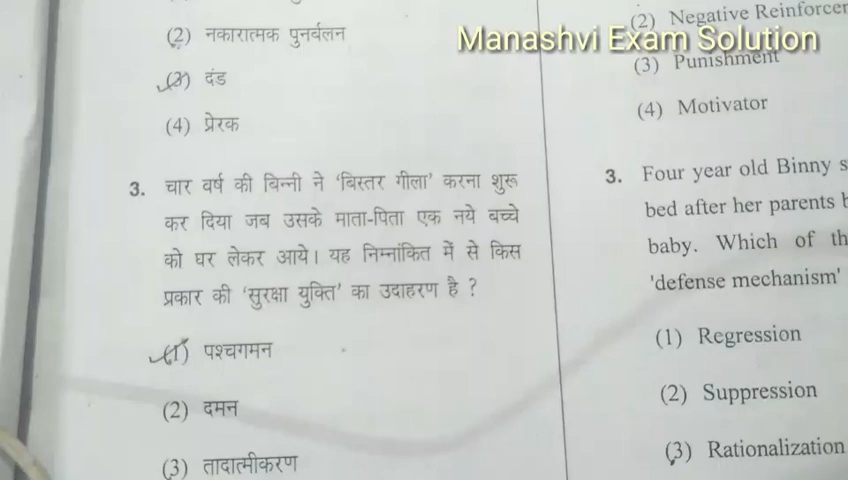 Manashvi Exam Solution
(2) नकारात्मक पुनर्बलन
(3) दंड
(4) प्रेरक
3. चार वर्ष की बिन्नी ने ‘बिस्तर गीला’ करना शुरू
कर दिया जब उसके माता-पिता एक नये बच्चे
को घर लेकर आये। यह निम्नांकित में से किस
प्रकार की ‘सुरक्षा युक्ति’ का उदाहरण है ?
(1) पश्चगमन
(2) दमन
(3) तादात्मीकरण
(2) Negative
(3) Punishment
(4) Motivator
3. Four year old Binny
bed after her parents
baby. Which of
'defense mechanism'
(1) Regression
(2) Suppression
(3) Rationalization